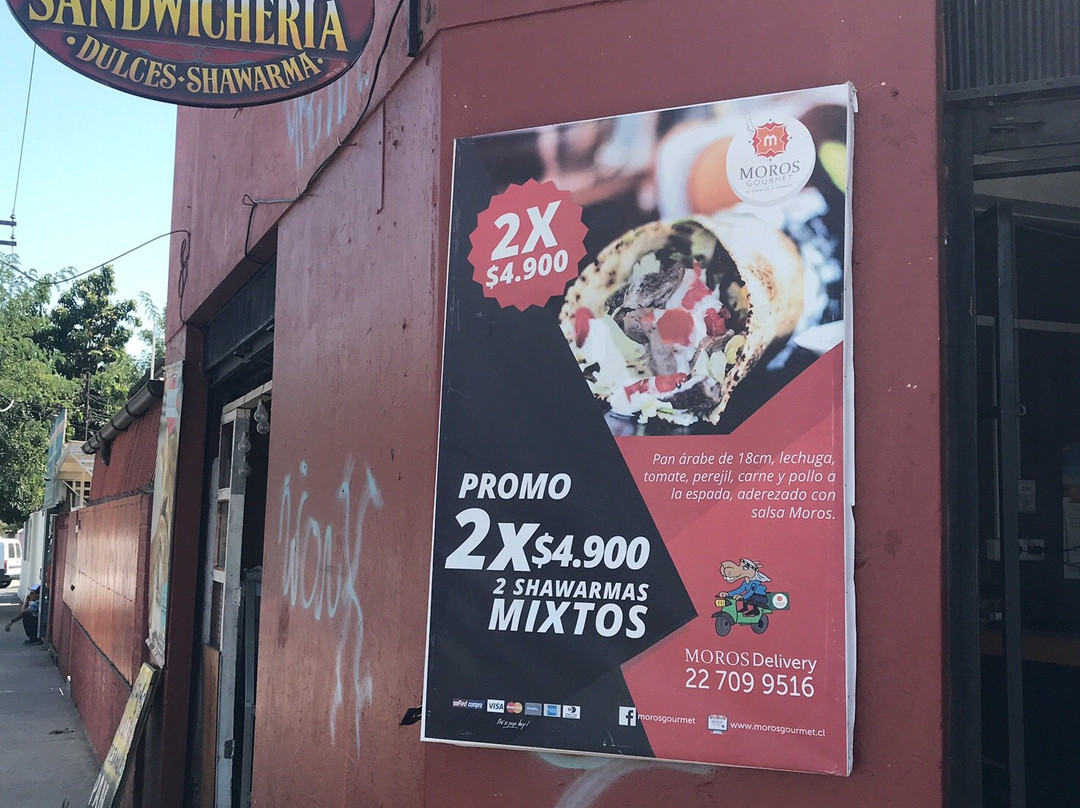 SANDWICHERÍA
• DULCES • SHAWARMA •
M
MOROS
GOURMET
2X
$4.900
PROMO
2X $4.900
2 SHAWARMAS
MIXTOS
Pan árabe de 18cm, lechuga,
tomate, perejil, carne y pollo a
la espada, aderezado con
salsa Moros.
MOROS Delivery
22 709 9516
redcompra VISA
morosgourmet
www.morosgourmet.cl